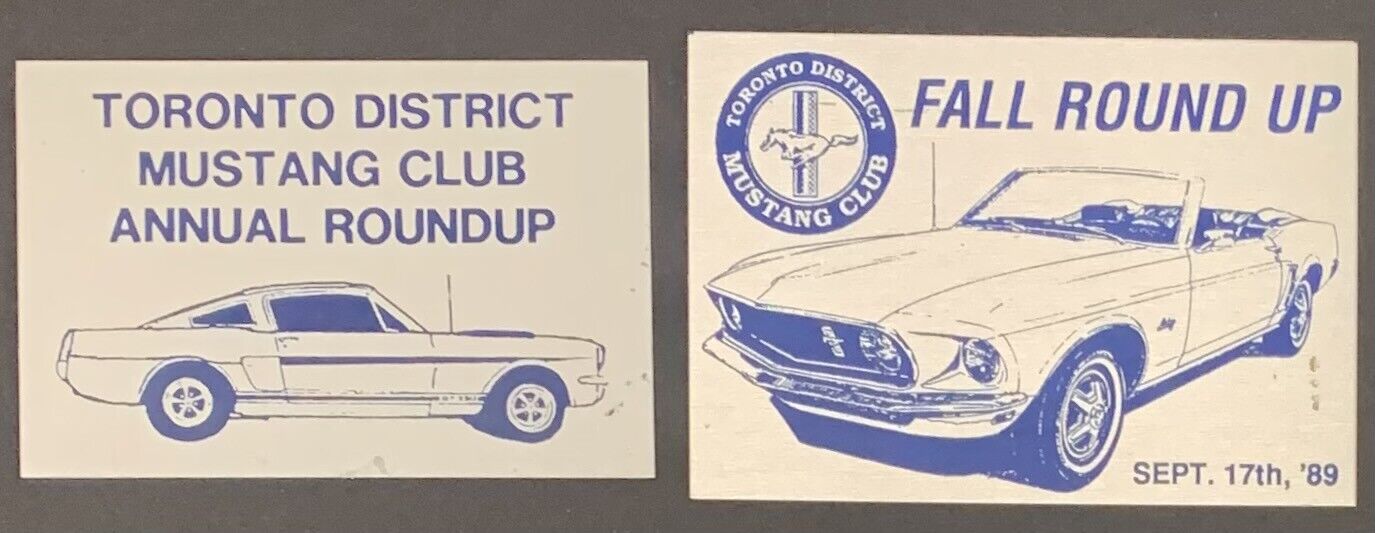 TORONTO DISTRICT
MUSTANG CLUB
ANNUAL ROUNDUP
TORONTO DISTRICT
MUSTANG CLUB
FALL ROUND UP
SEPT. 17th, '89